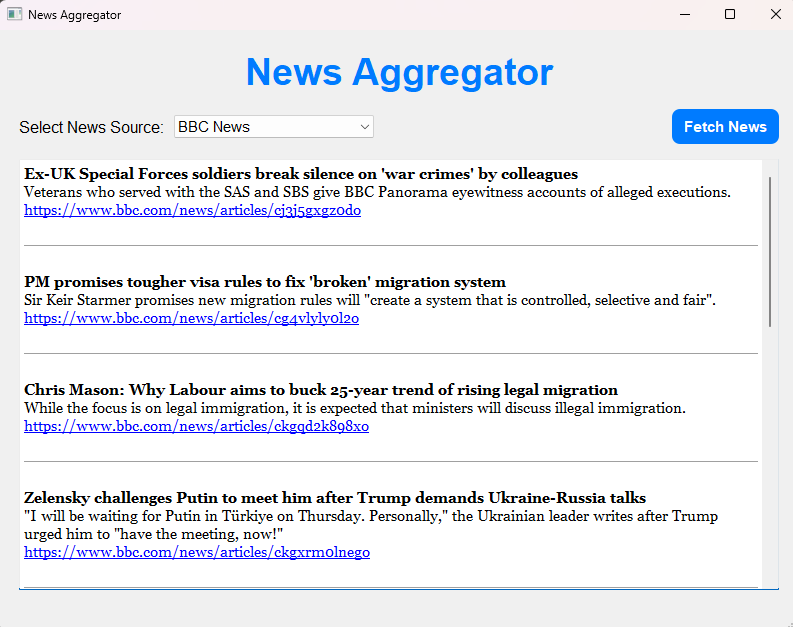 News Aggregator
News Aggregator
Select News Source: BBC News Fetch News
Ex-UK Special Forces soldiers break silence on 'war crimes' by colleagues
Veterans who served with the SAS and SBS give BBC Panorama eyewitness accounts of alleged executions.
https://www.bbc.com/news/articles/cj3j5gxgz0do
PM promises tougher visa rules to fix 'broken' migration system
Sir Keir Starmer promises new migration rules will "create a system that is controlled, selective and fair".
https://www.bbc.com/news/articles/cg4vlyly0l2o
Chris Mason: Why Labour aims to buck 25-year trend of rising legal migration
While the focus is on legal immigration, it is expected that ministers will discuss illegal immigration.
https://www.bbc.com/news/articles/ckgqd2k898xo
Zelensky challenges Putin to meet him after Trump demands Ukraine-Russia talks
"I will be waiting for Putin in Türkiye on Thursday. Personally," the Ukrainian leader writes after Trump
urged him to "have the meeting, now!"
https://www.bbc.com/news/articles/ckgxrm0lnego